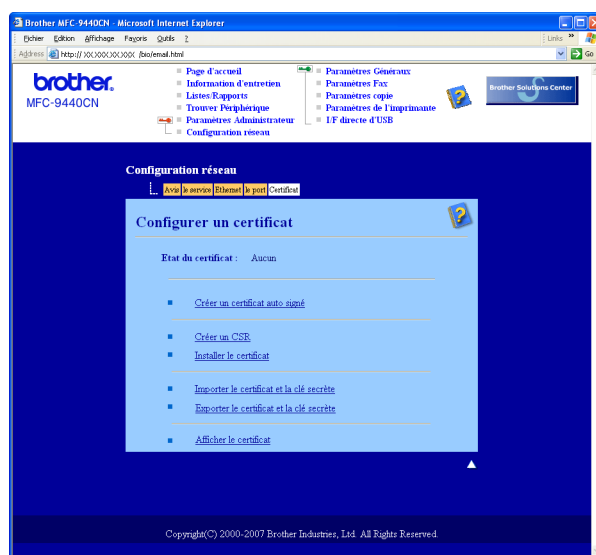 Brother MFC-9440CN - Microsoft Internet Explorer
Fichier Edition Affichage Favoris Outils ?
Links »
Address http:// XX.XXX.XX.XXX /bio/email.html
Go
brother.
MFC-9440CN
Page d'accueil
Information d'entretien
Listes/Rapports
Trouver Périphérique
Paramètres Administrateur
Configuration réseau
Paramètres Généraux
Paramètres Fax
Paramètres copie
Paramètres de l'imprimante
I/F directe d'USB
Brother Solutions Center
Configuration réseau
Avis le service Ethernet le port Certificat
Configurer un certificat
Etat du certificat : Aucun
Créer un certificat auto signé
Créer un CSR
Installer le certificat
Importer le certificat et la clé secrète
Exporter le certificat et la clé secrète
Afficher le certificat
Copyright(C) 2000-2007 Brother Industries, Ltd. All Rights Reserved.